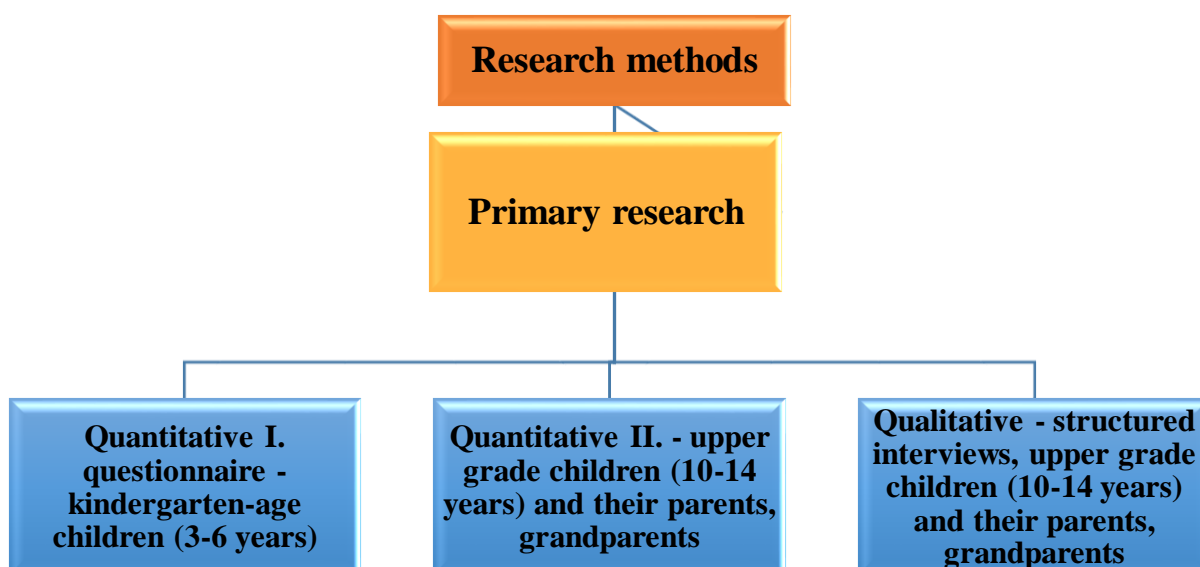 Research methods
Primary research
Quantitative I.
questionnaire -
kindergarten-age
children (3-6 years)
Quantitative II. - upper
grade children (10-14
years) and their parents,
grandparents
Qualitative - structured
interviews, upper grade
children (10-14 years)
and their parents,
grandparents